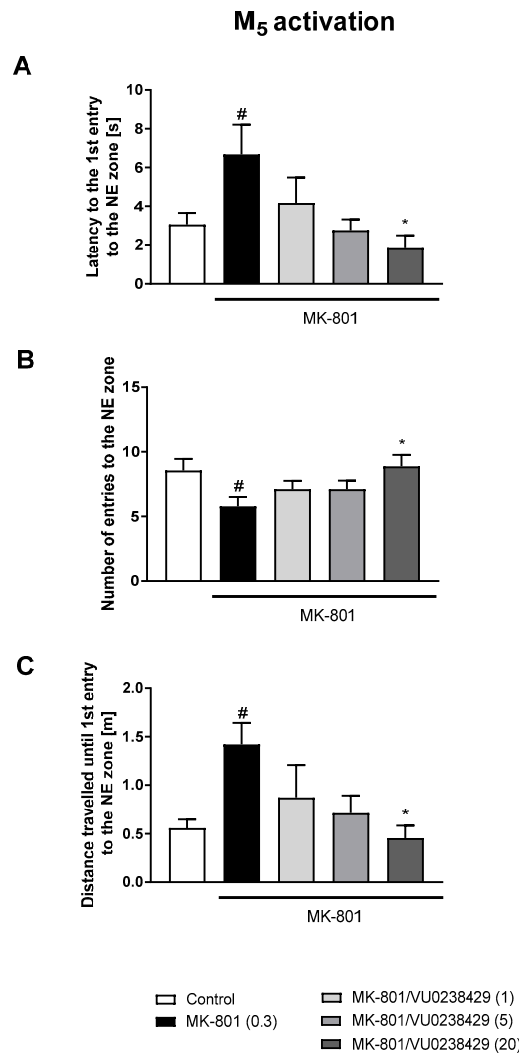 M5 activation
A
Latency to the 1st entry
to the NE zone [s]
10
8
6
4
2
0
#
*
MK-801
B
Number of entries to the NE zone
15
10
5
0
#
*
MK-801
C
Distance travelled until 1st entry
to the NE zone [m]
2.0
1.5
1.0
0.5
0.0
#
*
MK-801
Control
MK-801 (0.3)
MK-801/VU0238429 (1)
MK-801/VU0238429 (5)
MK-801/VU0238429 (20)